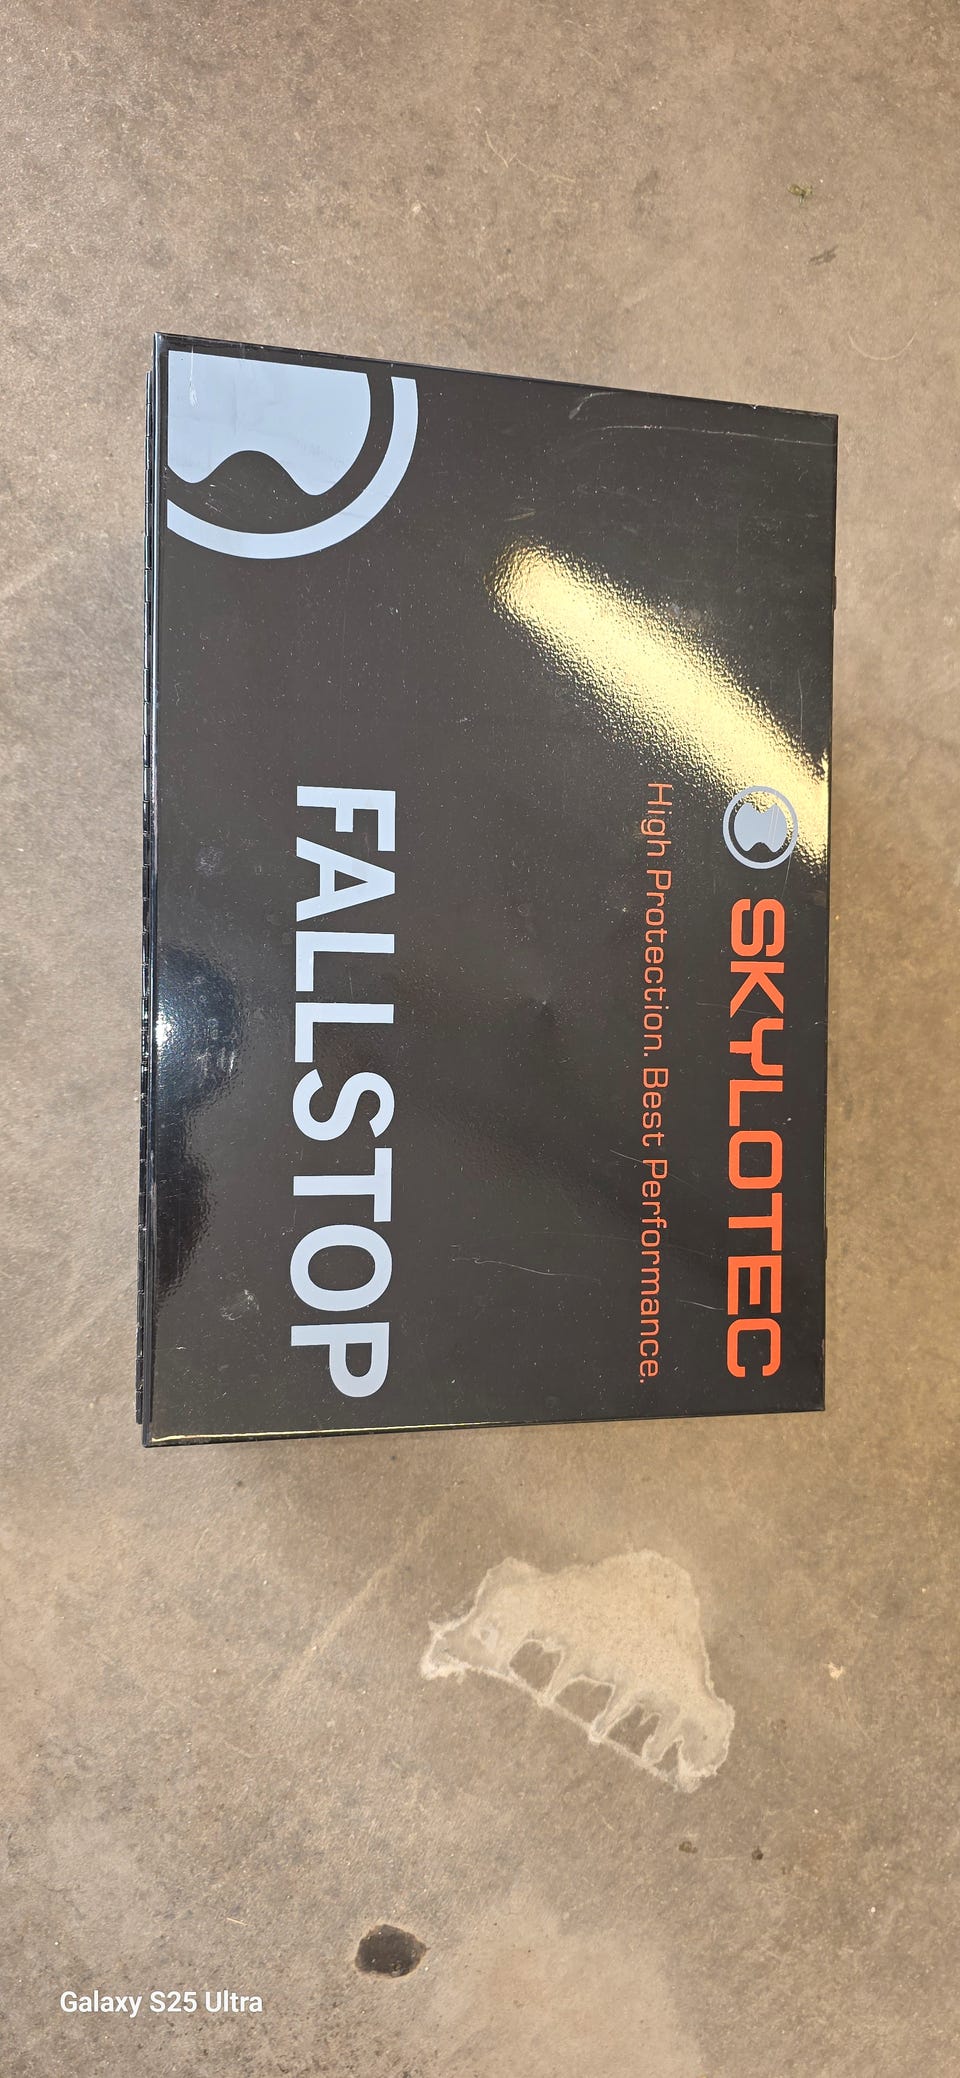 SKYLOTEC
High Protection. Best Performance.
FALLSTOP
Galaxy S25 Ultra